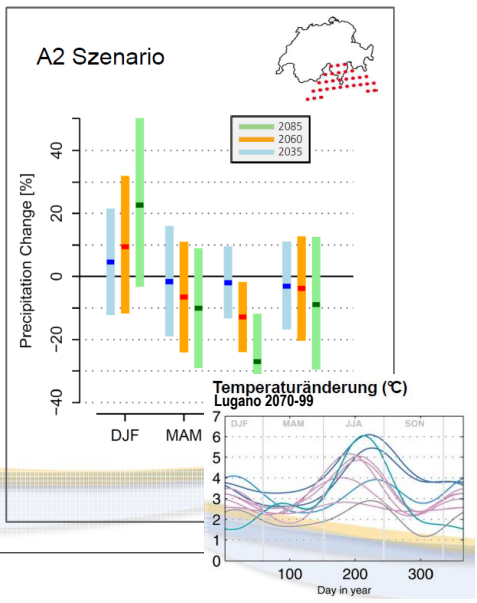 A2 Szenario
2085
2060
2035
Precipitation Change [%]
40
20
0
−20
−40
DJF
MAM
Temperaturänderung (°C)
Lugano 2070-99
DJF
MAM
JJA
SON
7
6
5
4
3
2
1
0
100
200
300
Day in year